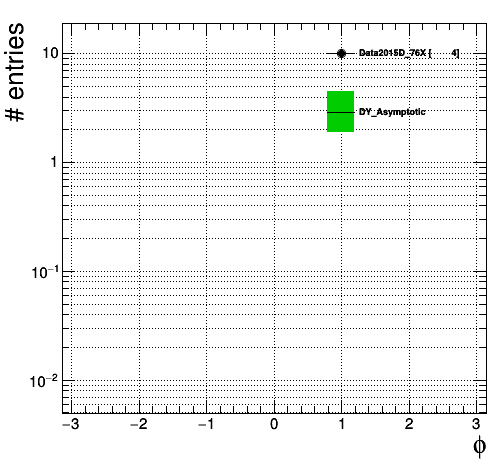 # entries
10
Data2015D_76X [ 4]
DY_Asymptotic
1
10⁻¹
10⁻²
−3 −2 −1 0 1 2 3
ϕ